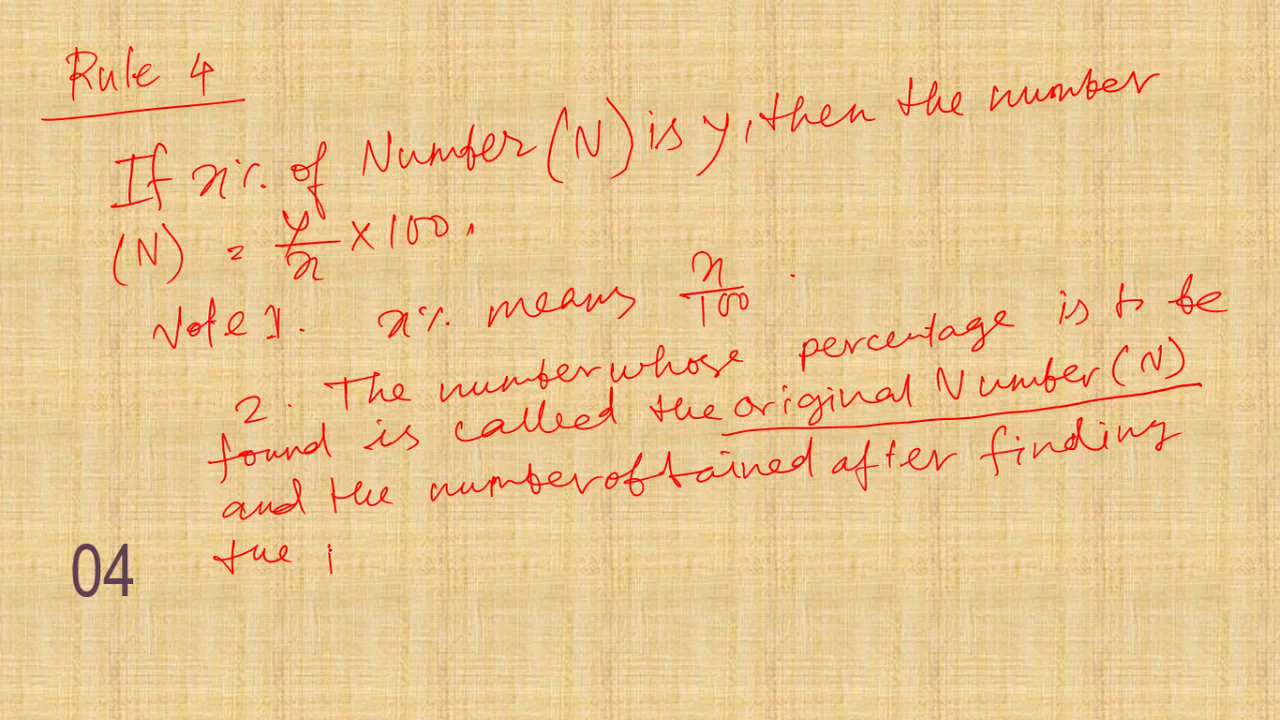 Rule 4
If x%. of Number (N) is y, then the number
(N) = y/x × 100.
Note 1. x%. means x/100.
2. The number whose percentage is to be
found is called the original Number (N)
and the number obtained after finding
the
04